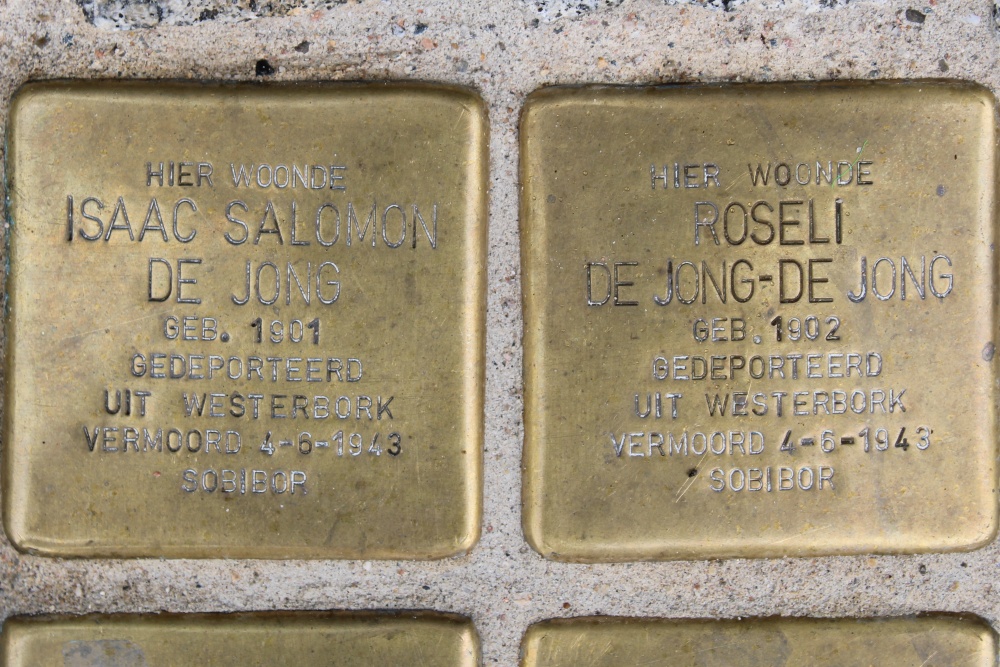 HIER WOONDE
ISAAC SALOMON
DE JONG
GEB. 1901
GEDEPORTEERD
UIT WESTERBORK
VERMOORD 4-6-1943
SOBIBOR
HIER WOONDE
ROSELI
DE JONG-DE JONG
GEB. 1902
GEDEPORTEERD
UIT WESTERBORK
VERMOORD 4-6-1943
SOBIBOR